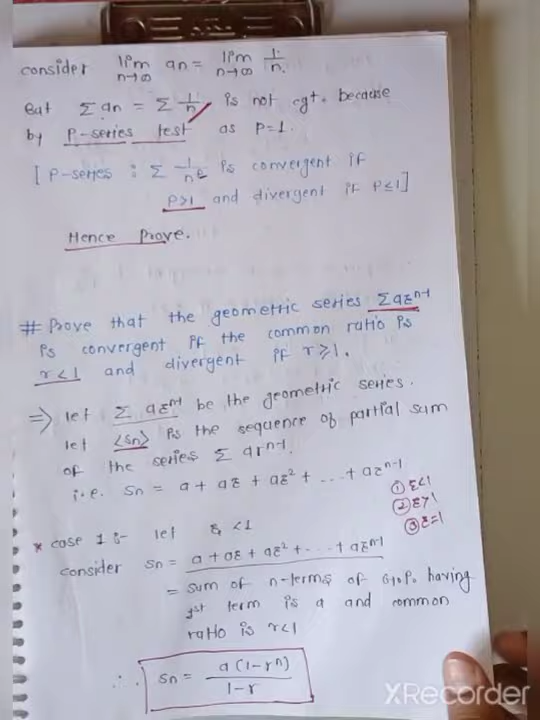 consider lim n→∞ an = lim n→∞ 1/n.
But Σ an = Σ 1/n is not cgt. because
by P-series test as P=1.
[ P-series : Σ 1/n^p is convergent if
P>1 and divergent if P≤1]
Hence Prove.
# Prove that the geometric series Σar^n-1
is convergent if the common ratio is
r<1 and divergent if r≥1.
⇒ let Σ ar^n-1 be the geometric series.
let <sn> is the sequence of partial sum
of the series Σ ar^n-1.
i.e. sn = a + ar + ar² + ... + ar^n-1
① r<1
② r>1
③ r=1
* case 1 :- let r <1
consider sn = a + ar + ar² + ... + ar^n-1
= sum of n-terms of G.P. having
1st term is a and common
ratio is r<1
∴ sn = a(1-r^n) / 1-r
XRecorder